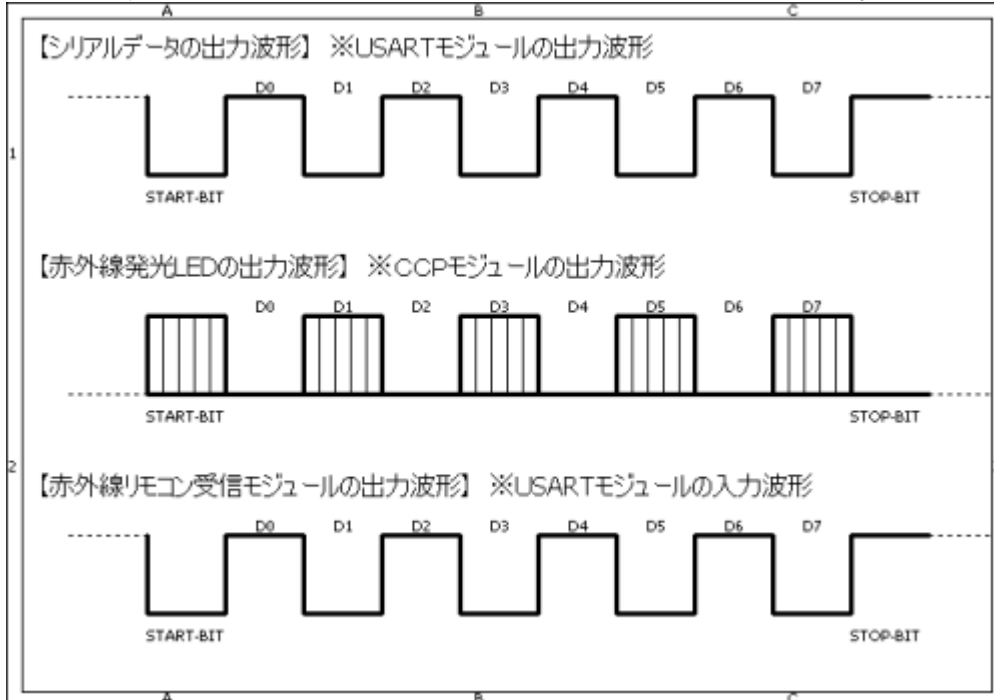 A B C
【シリアルデータの出力波形】 ※USARTモジュールの出力波形
D0 D1 D2 D3 D4 D5 D6 D7
1
START-BIT STOP-BIT
【赤外線発光LEDの出力波形】 ※CCPモジュールの出力波形
D0 D1 D2 D3 D4 D5 D6 D7
START-BIT STOP-BIT
2
【赤外線リモコン受信モジュールの出力波形】 ※USARTモジュールの入力波形
D0 D1 D2 D3 D4 D5 D6 D7
START-BIT STOP-BIT
A B C